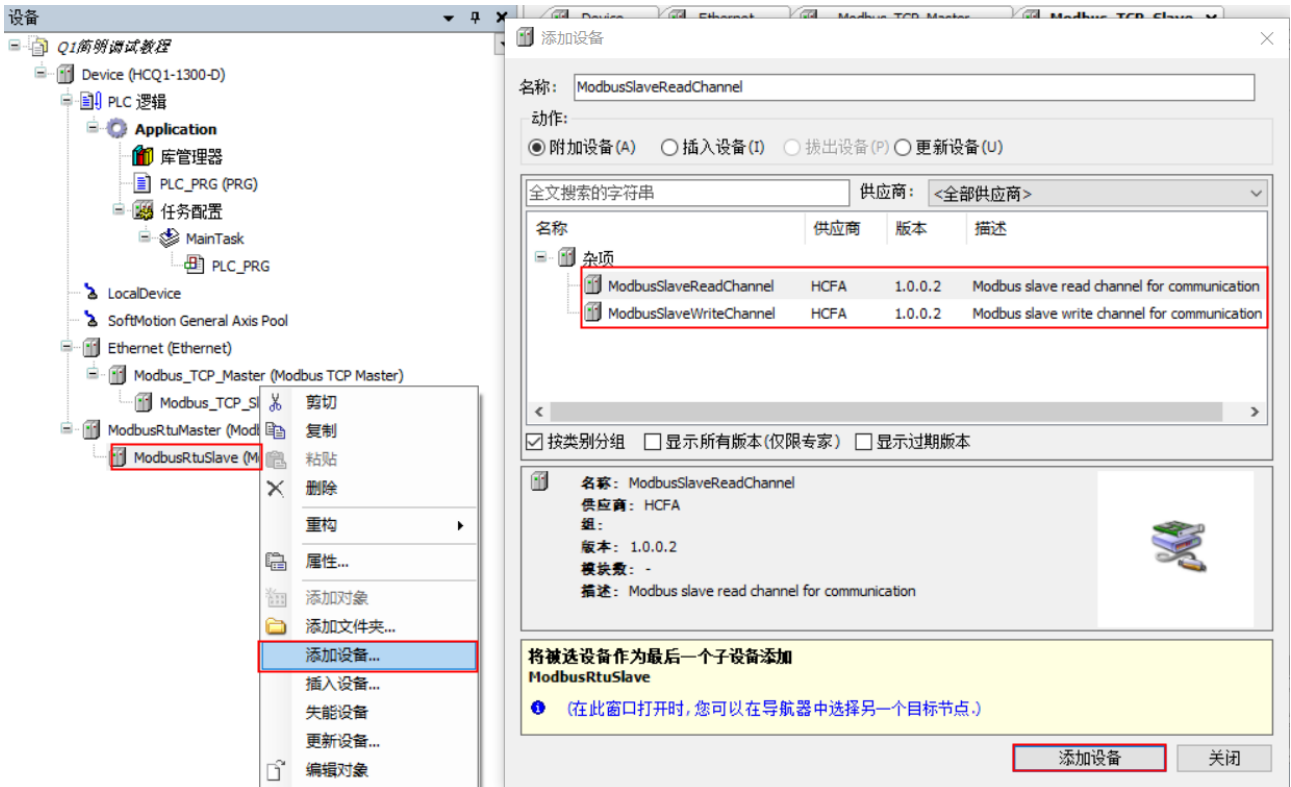 设备
Q1简明调试教程
Device (HCQ1-1300-D)
PLC 逻辑
Application
库管理器
PLC_PRG (PRG)
任务配置
MainTask
PLC_PRG
LocalDevice
SoftMotion General Axis Pool
Ethernet (Ethernet)
Modbus_TCP_Master (Modbus TCP Master)
Modbus_TCP_Sl
ModbusRtuMaster (Modb
ModbusRtuSlave (M
剪切
复制
粘贴
删除
重构
属性...
添加对象
添加文件夹...
添加设备...
插入设备...
失能设备
更新设备...
编辑对象
Device
Ethernet
Modbus_TCP_Master
Modbus_TCP_Slave
添加设备
名称: ModbusSlaveReadChannel
动作:
附加设备(A) 插入设备(I) 拔出设备(P) 更新设备(U)
全文搜索的字符串 供应商: <全部供应商>
名称 供应商 版本 描述
杂项
ModbusSlaveReadChannel HCFA 1.0.0.2 Modbus slave read channel for communication
ModbusSlaveWriteChannel HCFA 1.0.0.2 Modbus slave write channel for communication
按类别分组 显示所有版本(仅限专家) 显示过期版本
名称: ModbusSlaveReadChannel
供应商: HCFA
组:
版本: 1.0.0.2
模块数: -
描述: Modbus slave read channel for communication
将被选设备作为最后一个子设备添加
ModbusRtuSlave
(在此窗口打开时,您可以在导航器中选择另一个目标节点.)
添加设备 关闭